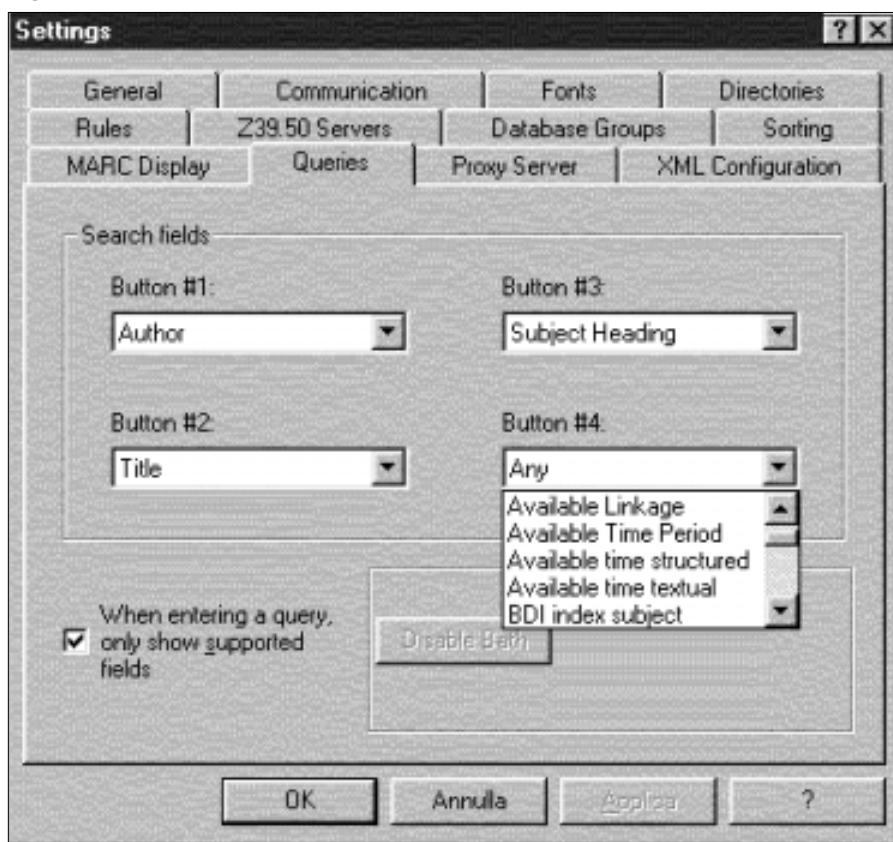 Settings
? X
General Communication Fonts Directories
Rules Z39.50 Servers Database Groups Sorting
MARC Display Queries Proxy Server XML Configuration
Search fields
Button #1:
Author
Button #3:
Subject Heading
Button #2:
Title
Button #4:
Any
Available Linkage
Available Time Period
Available time structured
Available time textual
BDI index subject
When entering a query,
only show supported
fields
Disable Bath
OK Annulla Applica ?